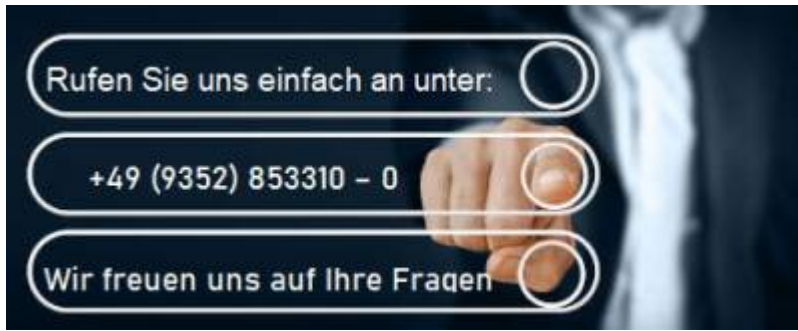 Rufen Sie uns einfach an unter:
+49 (9352) 853310 – 0
Wir freuen uns auf Ihre Fragen